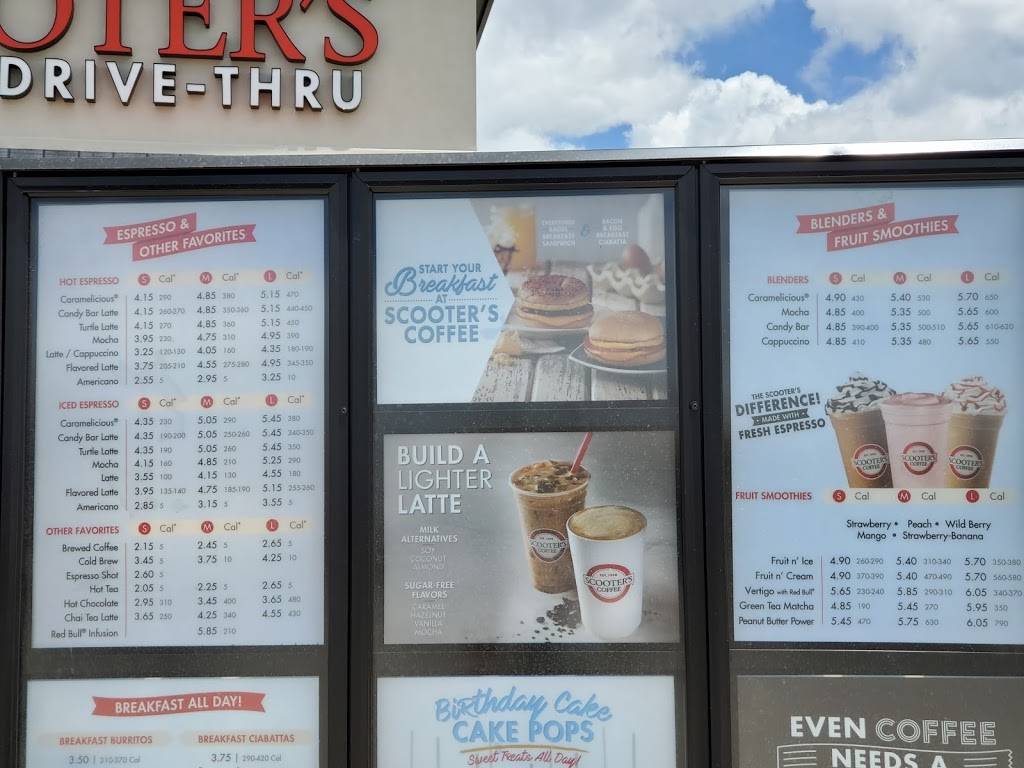 OTER'S
DRIVE-THRU
ESPRESSO &
OTHER FAVORITES
HOT ESPRESSO S Cal* M Cal* L Cal*
Caramelicious® 4.15 290 4.85 380 5.15 470
Candy Bar Latte 4.15 260-370 4.85 350-360 5.15 440-450
Turtle Latte 4.15 270 4.85 360 5.15 450
Mocha 3.95 230 4.75 310 4.95 390
Latte / Cappuccino 3.25 120-130 4.05 160 4.35 180-190
Flavored Latte 3.75 205-210 4.55 275-280 4.95 345-350
Americano 2.55 5 2.95 5 3.25 10
ICED ESPRESSO S Cal* M Cal* L Cal*
Caramelicious® 4.35 230 5.05 290 5.45 380
Candy Bar Latte 4.35 190-200 5.05 250-260 5.45 340-350
Turtle Latte 4.35 190 5.05 260 5.45 350
Mocha 4.15 160 4.85 210 5.25 290
Latte 3.55 100 4.15 130 4.55 180
Flavored Latte 3.95 135-140 4.75 185-190 5.15 255-260
Americano 2.85 5 3.15 5 3.55 5
OTHER FAVORITES S Cal* M Cal* L Cal*
Brewed Coffee 2.15 5 2.45 5 2.65 5
Cold Brew 3.45 5 3.75 10 4.25 10
Espresso Shot 2.60 5
Hot Tea 2.05 5 2.25 5 2.65 5
Hot Chocolate 2.95 310 3.45 400 3.65 480
Chai Tea Latte 3.65 250 4.25 340 4.55 430
Red Bull® Infusion 5.85 210
BREAKFAST ALL DAY!
BREAKFAST BURRITOS BREAKFAST CIABATTAS
3.50 | 310-370 Cal 3.75 | 290-420 Cal
EVERYTHING
BAGEL
BREAKFAST
SANDWICH
&
BACON
& EGG
BREAKFAST
CIABATTA
START YOUR
Breakfast
AT
SCOOTER'S
COFFEE
BUILD A
LIGHTER
LATTE
MILK
ALTERNATIVES
SOY
COCONUT
ALMOND
SUGAR-FREE
FLAVORS
CARAMEL
HAZELNUT
VANILLA
MOCHA
SCOOTER'S
COFFEE
SCOOTER'S
COFFEE
Birthday Cake
CAKE POPS
Sweet Treats All Day!
BLENDERS &
FRUIT SMOOTHIES
BLENDERS S Cal M Cal L Cal
Caramelicious® 4.90 430 5.40 530 5.70 650
Mocha 4.85 400 5.35 500 5.65 600
Candy Bar 4.85 390-400 5.35 500-510 5.65 610-620
Cappuccino 4.85 410 5.35 480 5.65 550
THE SCOOTER'S
DIFFERENCE!
MADE WITH
FRESH ESPRESSO
SCOOTER'S
COFFEE
SCOOTER'S
COFFEE
SCOOTER'S
COFFEE
FRUIT SMOOTHIES S Cal M Cal L Cal
Strawberry • Peach • Wild Berry
Mango • Strawberry-Banana
Fruit n' Ice 4.90 260-290 5.40 310-340 5.70 350-380
Fruit n' Cream 4.90 370-390 5.40 470-490 5.70 560-580
Vertigo with Red Bull® 5.65 230-240 5.85 290-310 6.05 340-370
Green Tea Matcha 4.85 190 5.45 270 5.95 350
Peanut Butter Power 5.45 470 5.75 630 6.05 790
EVEN COFFEE
NEEDS A